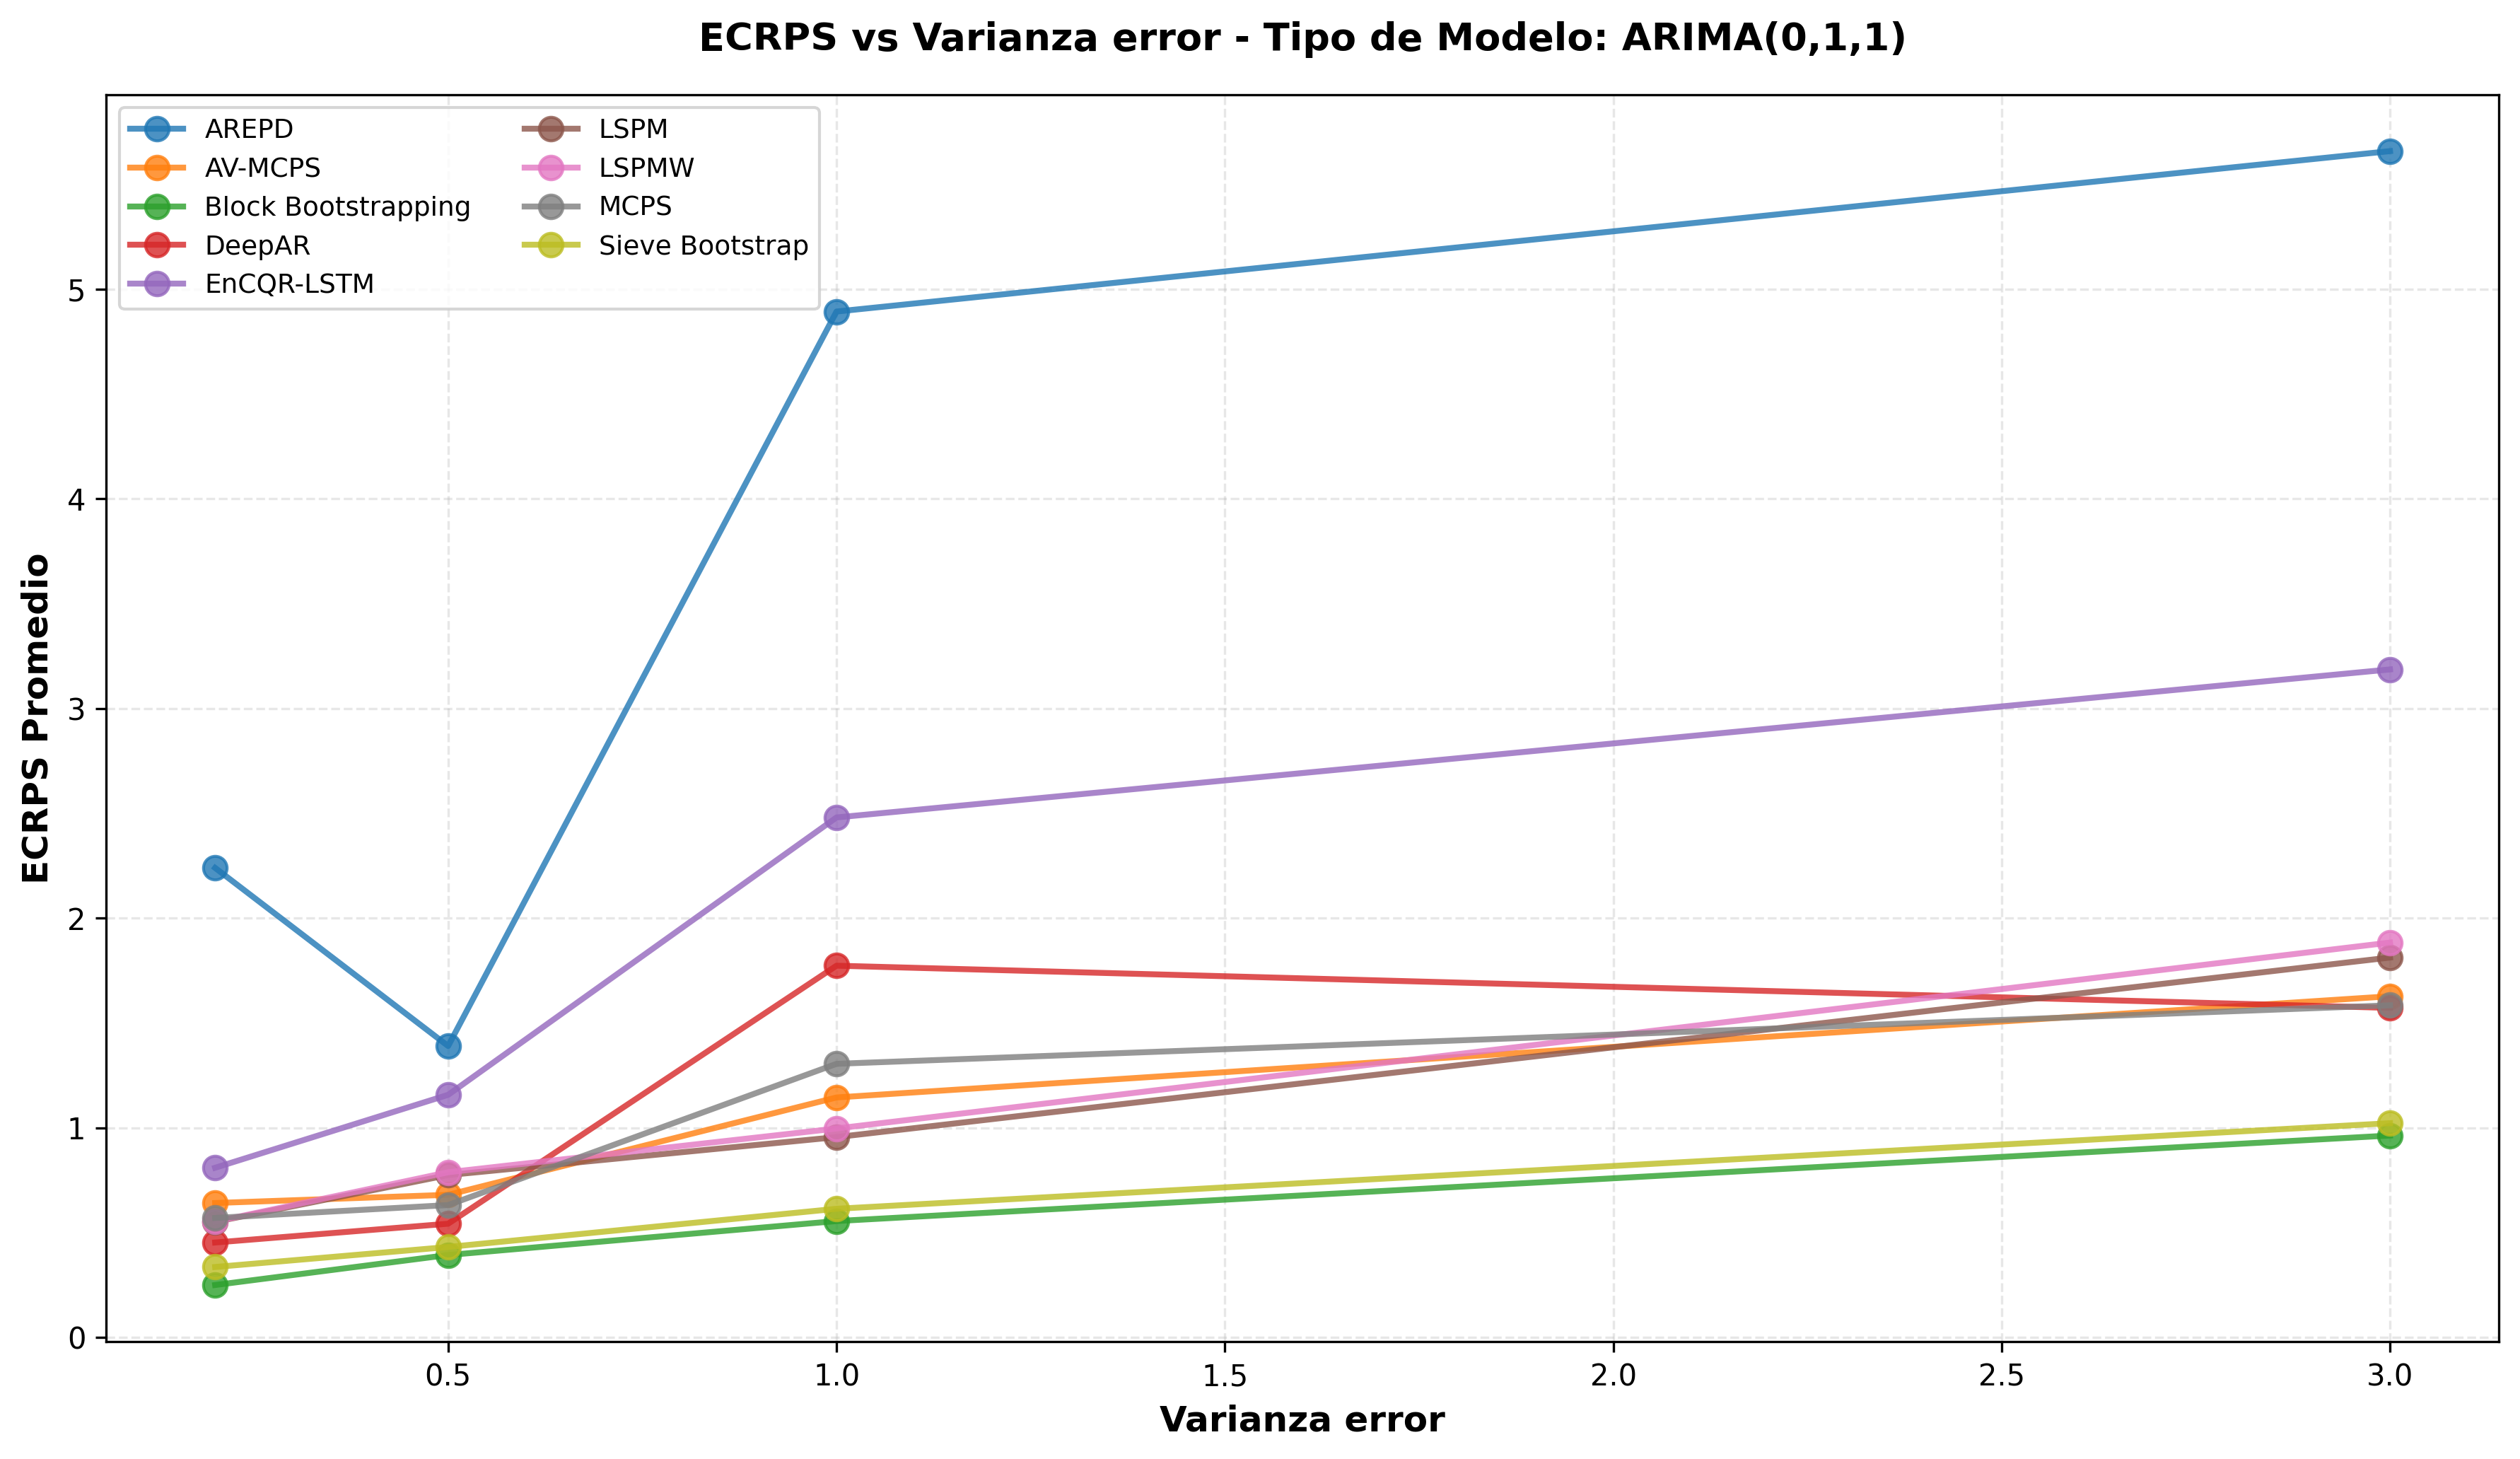 ECRPS vs Varianza error - Tipo de Modelo: ARIMA(0,1,1)
AREPD
AV-MCPS
Block Bootstrapping
DeepAR
EnCQR-LSTM
LSPM
LSPMW
MCPS
Sieve Bootstrap
ECRPS Promedio
5
4
3
2
1
0
0.5
1.0
1.5
2.0
2.5
3.0
Varianza error